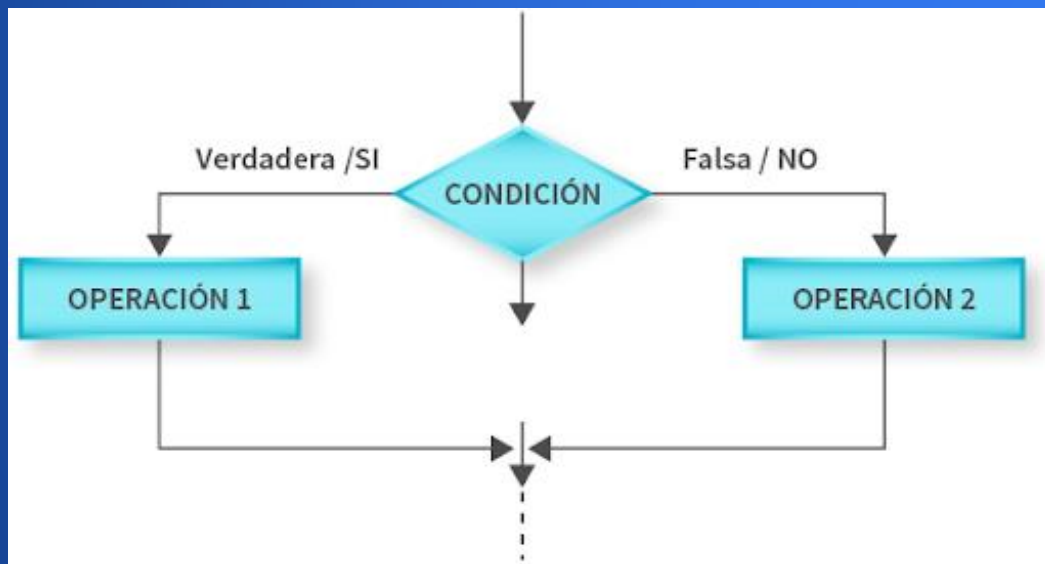 Verdadera /SI
Falsa / NO
CONDICIÓN
OPERACIÓN 1
OPERACIÓN 2